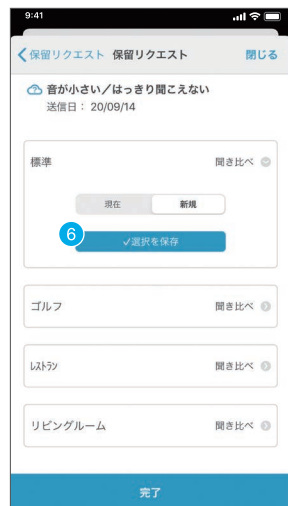 9:41
保留リクエスト 保留リクエスト 閉じる
音が小さい／はっきり聞こえない
送信日： 20/09/14
標準 聞き比べ
現在 新規
6
✓選択を保存
ゴルフ 聞き比べ
ﾚｽﾄﾗﾝ 聞き比べ
リビングルーム 聞き比べ
完了